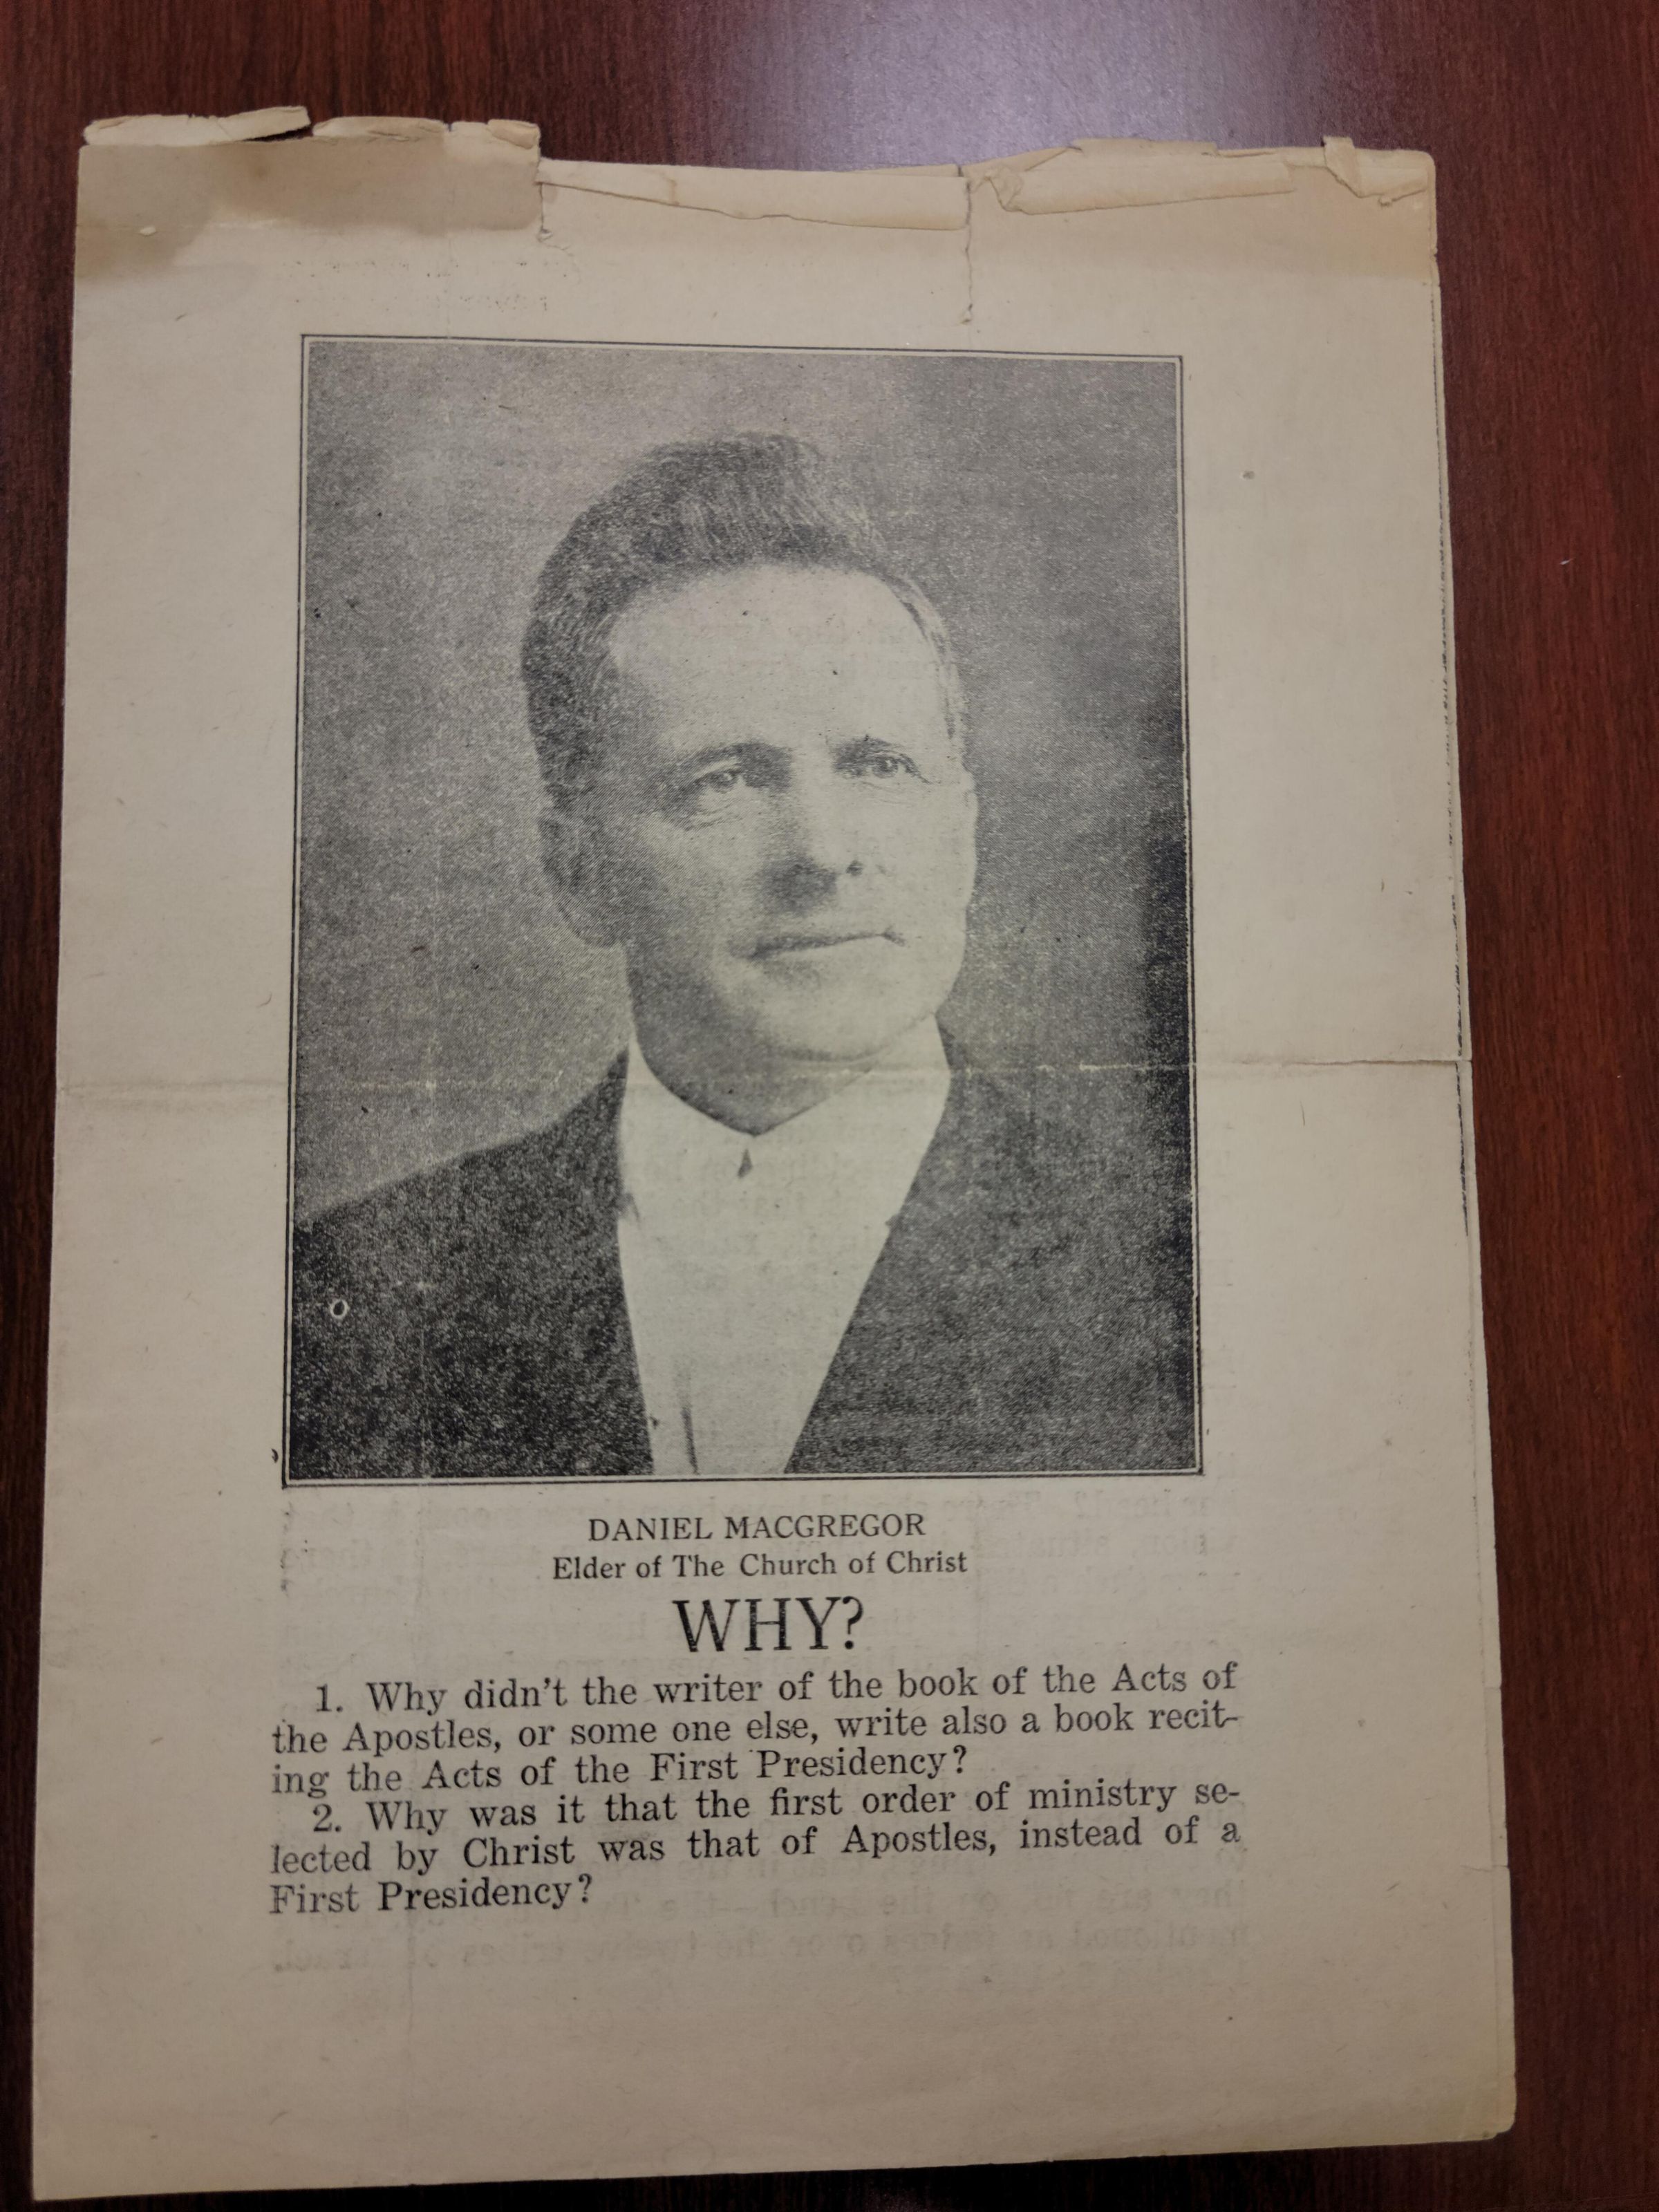 DANIEL MACGREGOR
Elder of The Church of Christ
WHY?
1. Why didn't the writer of the book of the Acts of
the Apostles, or some one else, write also a book recit-
ing the Acts of the First Presidency?
2. Why was it that the first order of ministry se-
lected by Christ was that of Apostles, instead of a
First Presidency?